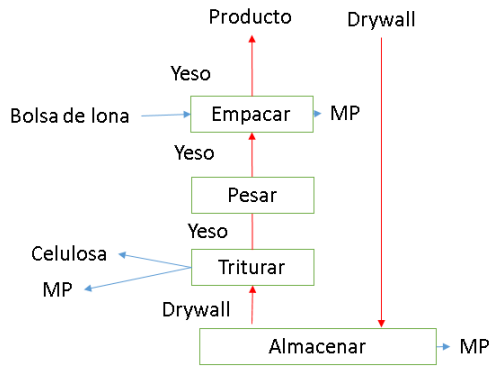 Producto
Drywall
Yeso
Bolsa de lona
Empacar
MP
Yeso
Pesar
Yeso
Celulosa
Triturar
MP
Drywall
Almacenar
MP